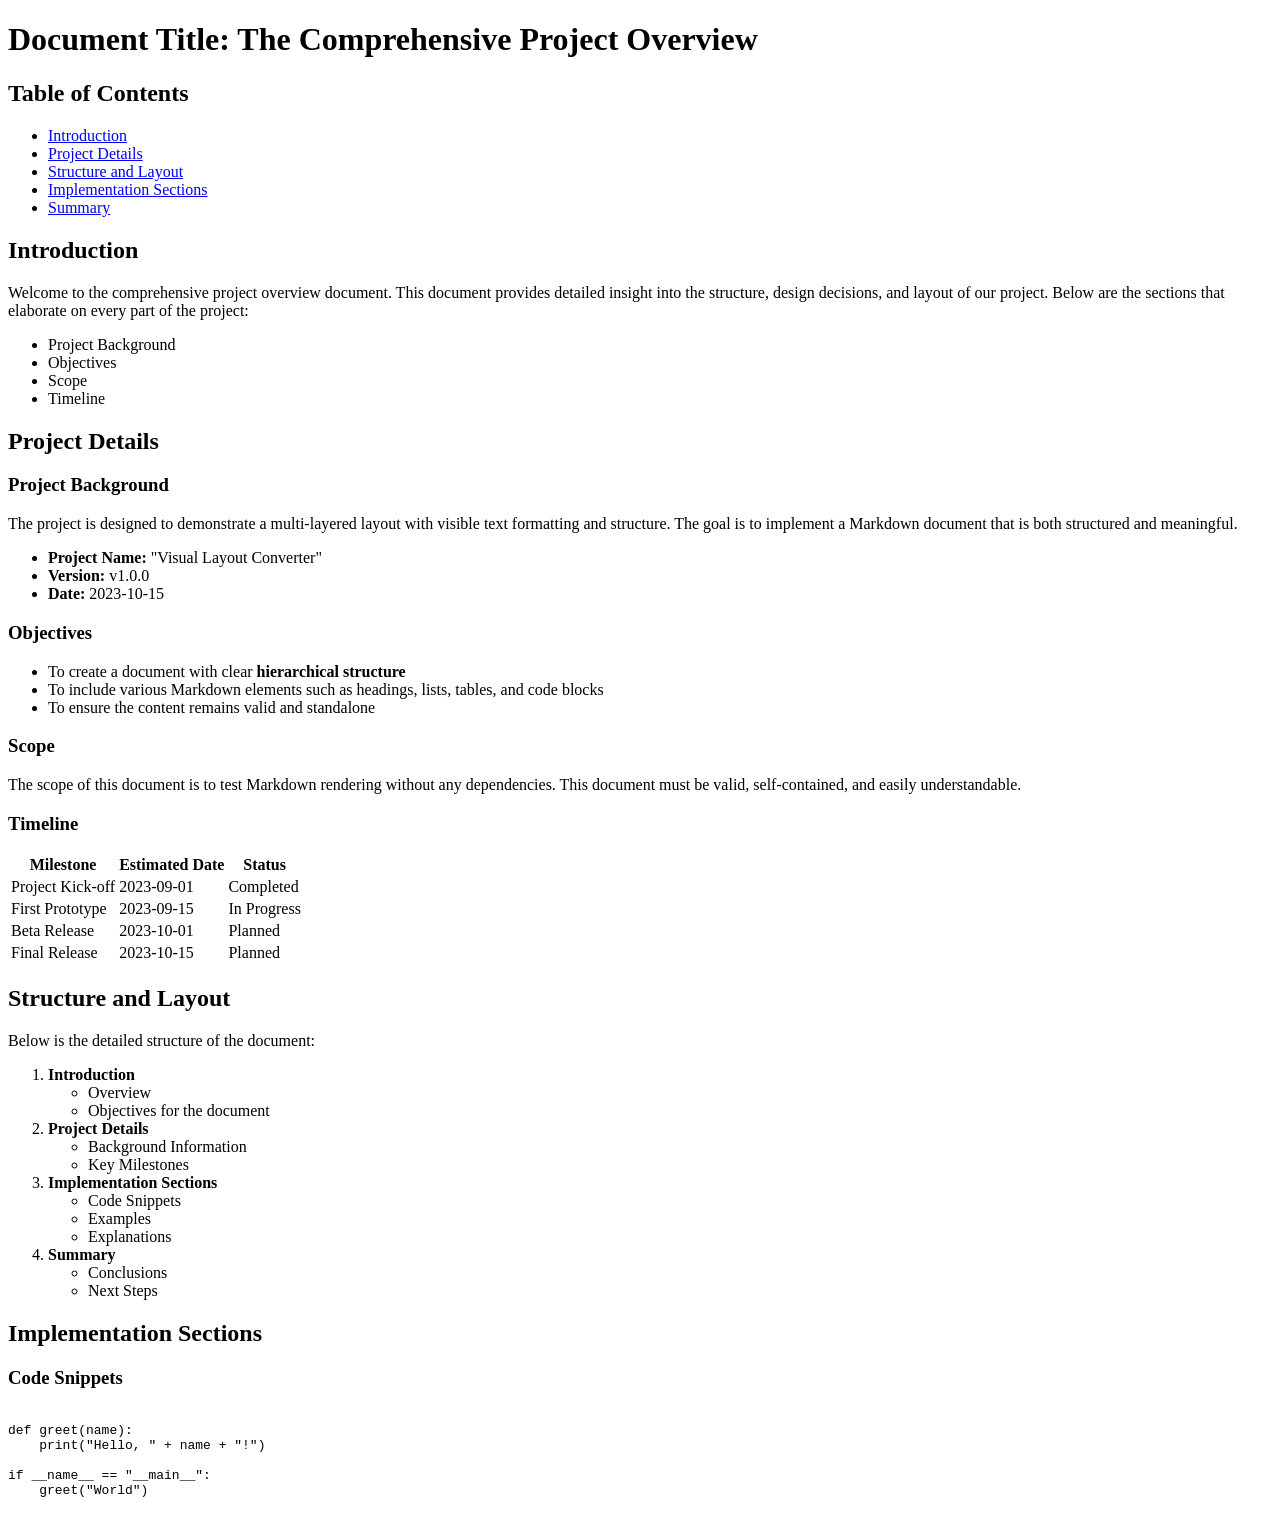 Document Title: The Comprehensive Project Overview
Table of Contents
Introduction
Project Details
Structure and Layout
Implementation Sections
Summary
Introduction
Welcome to the comprehensive project overview document. This document provides detailed insight into the structure, design decisions, and layout of our project. Below are the sections that
elaborate on every part of the project:
Project Background
Objectives
Scope
Timeline
Project Details
Project Background
The project is designed to demonstrate a multi-layered layout with visible text formatting and structure. The goal is to implement a Markdown document that is both structured and meaningful.
Project Name: "Visual Layout Converter"
Version: v1.0.0
Date: 2023-10-15
Objectives
To create a document with clear hierarchical structure
To include various Markdown elements such as headings, lists, tables, and code blocks
To ensure the content remains valid and standalone
Scope
The scope of this document is to test Markdown rendering without any dependencies. This document must be valid, self-contained, and easily understandable.
Timeline
Milestone Estimated Date Status
Project Kick-off 2023-09-01 Completed
First Prototype 2023-09-15 In Progress
Beta Release 2023-10-01 Planned
Final Release 2023-10-15 Planned
Structure and Layout
Below is the detailed structure of the document:
1. Introduction
Overview
Objectives for the document
2. Project Details
Background Information
Key Milestones
3. Implementation Sections
Code Snippets
Examples
Explanations
4. Summary
Conclusions
Next Steps
Implementation Sections
Code Snippets
def greet(name):
    print("Hello, " + name + "!")
if __name__ == "__main__":
    greet("World")